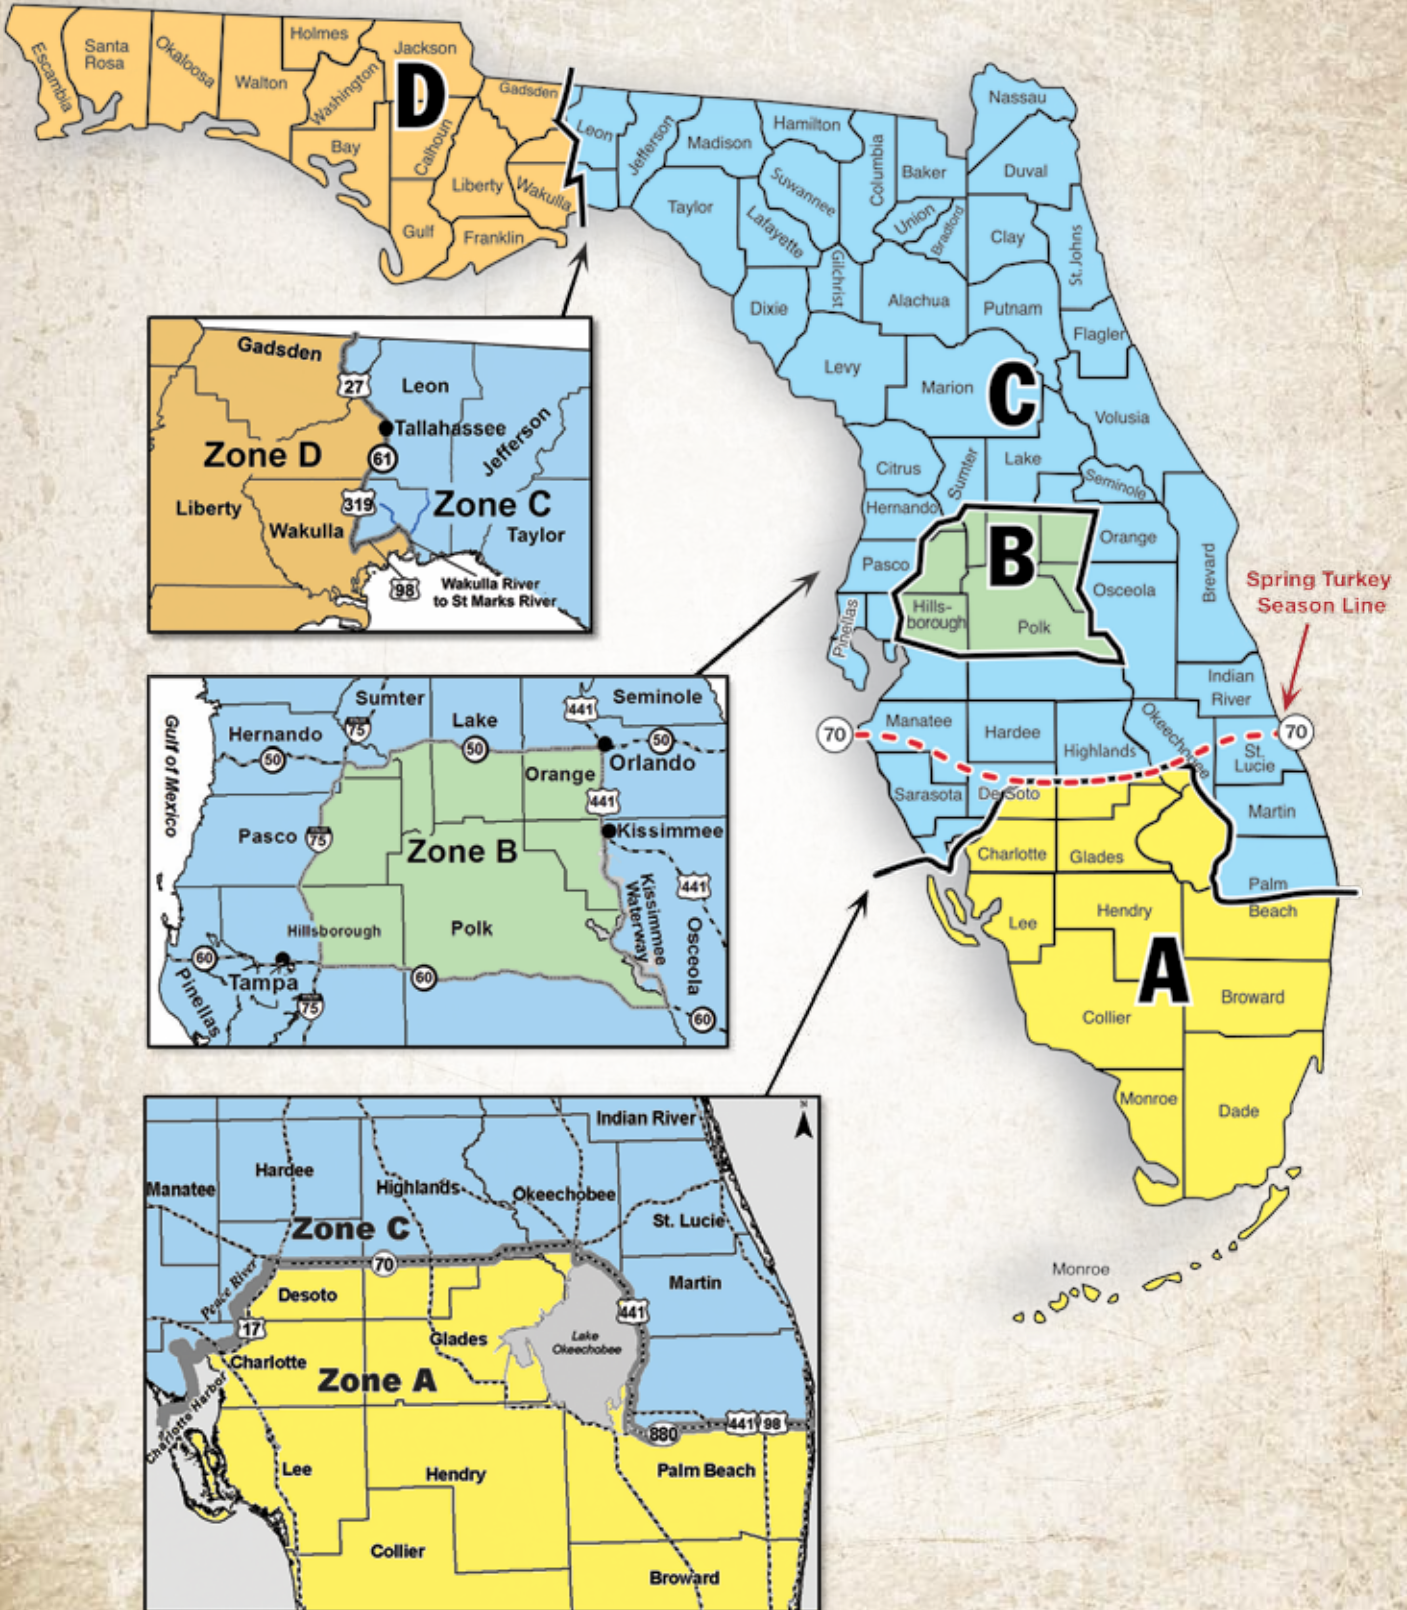 Escambia
Santa
Rosa
Okaloosa
Walton
Holmes
Washington
Jackson
D
Bay
Calhoun
Gadsden
Liberty
Wakulla
Gulf
Franklin
Leon
Jefferson
Madison
Hamilton
Taylor
Suwannee
Lafayette
Columbia
Baker
Nassau
Duval
Union
Bradford
Clay
St. Johns
Dixie
Gilchrist
Alachua
Putnam
Flagler
Levy
Marion
C
Volusia
Citrus
Sumter
Lake
Seminole
Hernando
Orange
B
Pasco
Osceola
Brevard
Pinellas
Hills-
borough
Polk
Spring Turkey
Season Line
Indian
River
70
Manatee
Hardee
Highlands
Okeechobee
St.
Lucie
70
Sarasota
DeSoto
Martin
Charlotte
Glades
Palm
Beach
Lee
Hendry
A
Collier
Broward
Monroe
Dade
Monroe
Gadsden
27
Leon
Tallahassee
Jefferson
Zone D
61
Liberty
319
Zone C
Wakulla
Taylor
98
Wakulla River
to St Marks River
Gulf of Mexico
Sumter
441
Seminole
Hernando
75
Lake
50
50
50
Orlando
Orange
441
Pasco
75
Kissimmee
Zone B
441
Kissimmee
Waterway
Osceola
Hillsborough
Polk
60
Tampa
60
Pinellas
75
60
N
Indian River
Hardee
Manatee
Highlands
Okeechobee
Zone C
St. Lucie
70
Peace River
Desoto
Martin
17
441
Glades
Lake
Okeechobee
Charlotte
Zone A
Charlotte Harbor
880
441
98
Lee
Hendry
Palm Beach
Collier
Broward